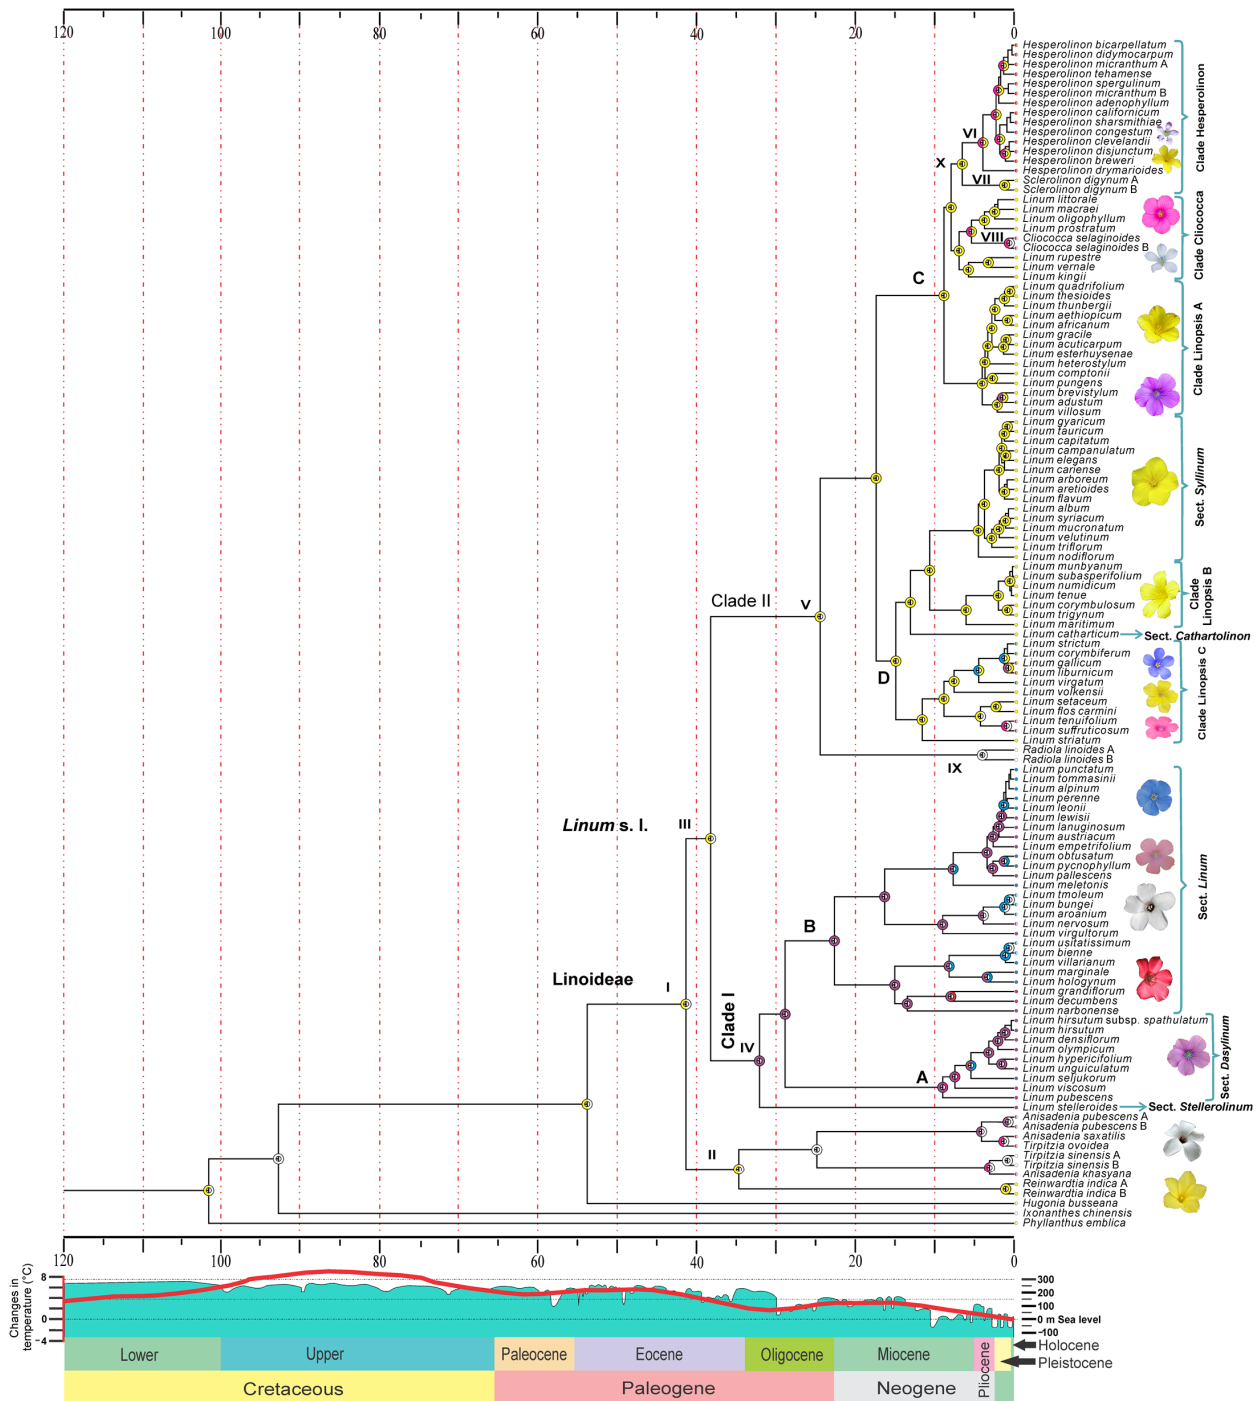 120 100 80 60 40 20 0
Hesperolinon bicarpellatum
Hesperolinon didymocarpum
Hesperolinon micranthum A
Hesperolinon tehamense
Hesperolinon spergulinum
Hesperolinon micranthum B
Hesperolinon adenophyllum
Hesperolinon californicum
Hesperolinon sharsmithiae
Hesperolinon congestum
Hesperolinon clevelandii
Hesperolinon disjunctum
Hesperolinon breweri
Hesperolinon drymarioides
Sclerolinon digynum A
Sclerolinon digynum B
Linum littorale
Linum macraei
Linum oligophyllum
Linum prostratum
Cliococca selaginoides
Cliococca selaginoides B
Linum rupestre
Linum vernale
Linum kingii
Linum quadrifolium
Linum thesioides
Linum thunbergii
Linum aethiopicum
Linum africanum
Linum gracile
Linum acuticarpum
Linum esterhuysenae
Linum heterostylum
Linum comptonii
Linum pungens
Linum brevistylum
Linum adustum
Linum villosum
Linum gyaricum
Linum tauricum
Linum capitatum
Linum campanulatum
Linum elegans
Linum cariense
Linum arboreum
Linum aretioides
Linum flavum
Linum album
Linum syriacum
Linum mucronatum
Linum velutinum
Linum triflorum
Linum nodiflorum
Linum munbyanum
Linum subasperifolium
Linum numidicum
Linum tenue
Linum corymbulosum
Linum trigynum
Linum maritimum
Linum catharticum
Linum strictum
Linum corymbiferum
Linum gallicum
Linum liburnicum
Linum virgatum
Linum volkensii
Linum setaceum
Linum flos carmini
Linum tenuifolium
Linum suffruticosum
Linum striatum
Radiola linoides A
Radiola linoides B
Linum punctatum
Linum tommasinii
Linum alpinum
Linum perenne
Linum leonii
Linum lewisii
Linum lanuginosum
Linum austriacum
Linum empetrifolium
Linum obtusatum
Linum pycnophyllum
Linum pallescens
Linum meletonis
Linum tmoleum
Linum bungei
Linum aroanium
Linum nervosum
Linum virgultorum
Linum usitatissimum
Linum bienne
Linum villarianum
Linum marginale
Linum hologynum
Linum grandiflorum
Linum decumbens
Linum narbonense
Linum hirsutum subsp. spathulatum
Linum hirsutum
Linum densiflorum
Linum olympicum
Linum hypericifolium
Linum unguiculatum
Linum seljukorum
Linum viscosum
Linum pubescens
Linum stelleroides
Anisadenia pubescens A
Anisadenia pubescens B
Anisadenia saxatilis
Tirpitzia ovoidea
Tirpitzia sinensis A
Tirpitzia sinensis B
Anisadenia khasyana
Reinwardtia indica A
Reinwardtia indica B
Hugonia busseana
Ixonanthes chinensis
Phyllanthus emblica
Clade Hesperolinon
Clade Cliococca
Clade Linopsis A
Sect. Syllinum
Clade
Linopsis B
Sect. Cathartolinon
Clade Linopsis C
Sect. Linum
Sect. Dasylinum
Sect. Stellerolinum
VI
X
VII
VIII
C
Clade II
V
D
IX
Linum s. l.
III
B
Linoideae
I
Clade I
IV
A
II
120 100 80 60 40 20 0
Changes in
temperature (°C)
8
0
−4
300
200
100
0 m Sea level
-100
Lower Upper Paleocene Eocene Oligocene Miocene Pliocene
Holocene
Pleistocene
Cretaceous Paleogene Neogene